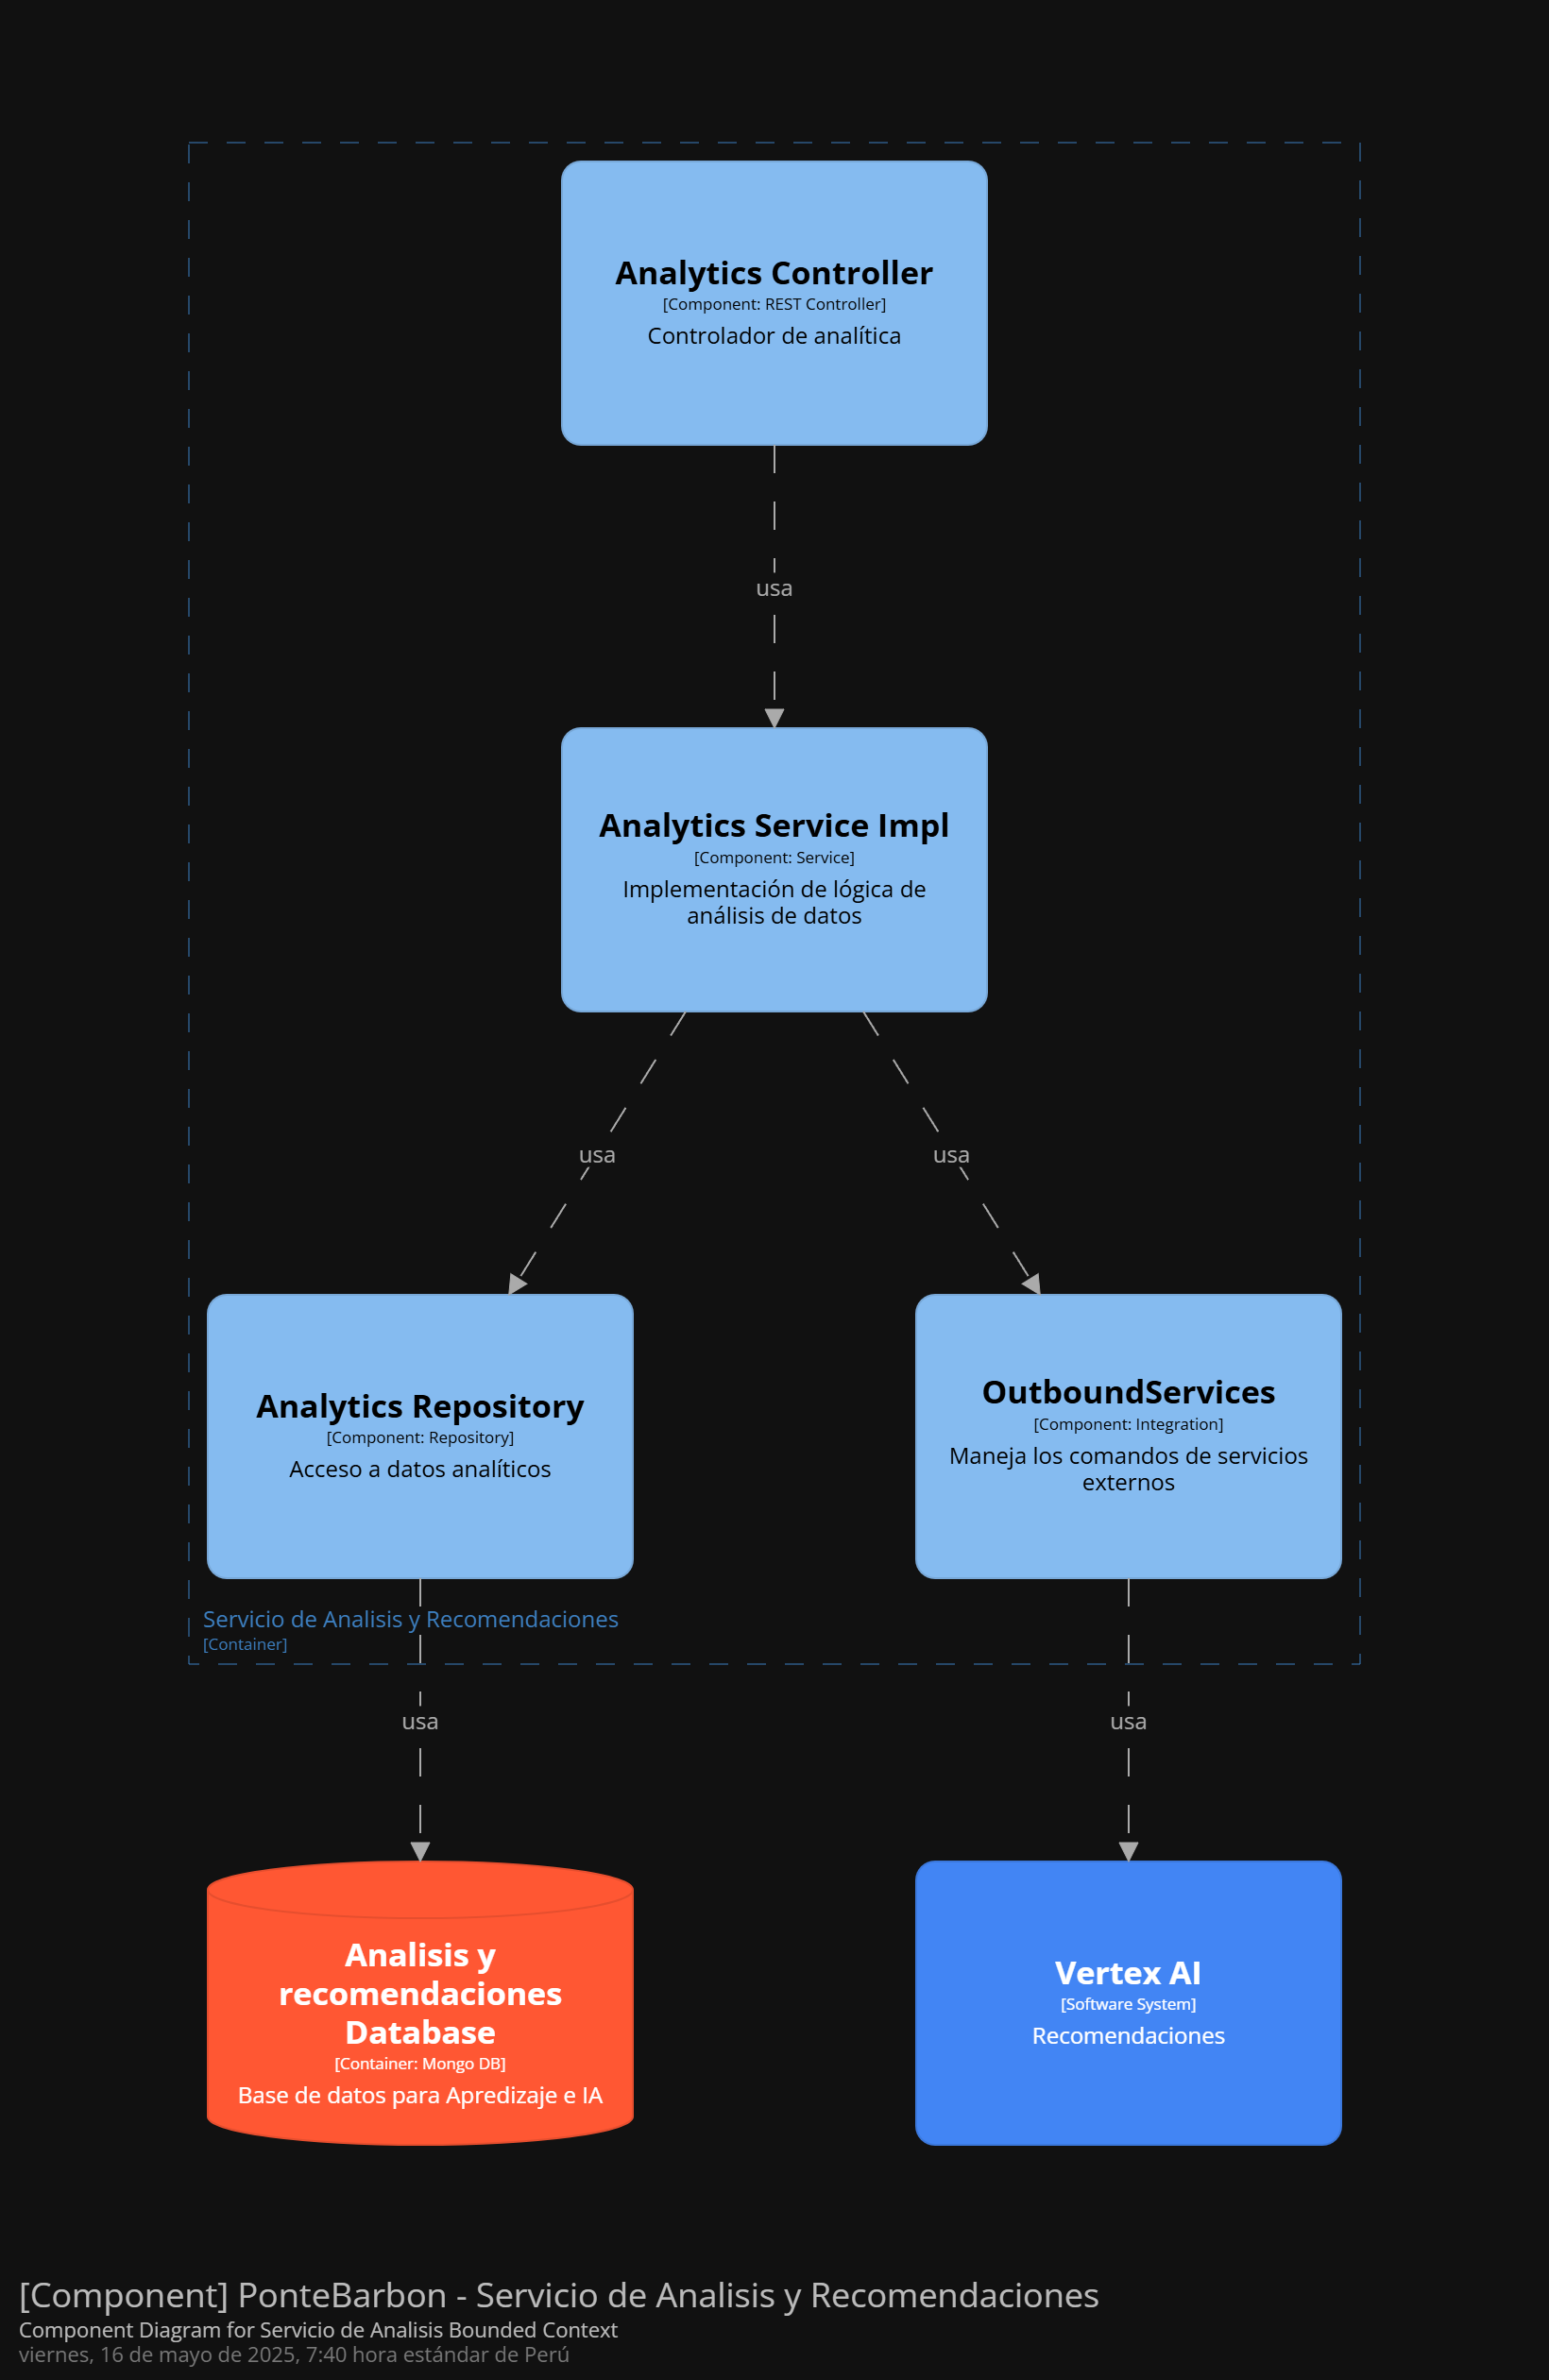 Analytics Controller
[Component: REST Controller]
Controlador de analítica
usa
Analytics Service Impl
[Component: Service]
Implementación de lógica de
análisis de datos
usa
usa
Analytics Repository
[Component: Repository]
Acceso a datos analíticos
OutboundServices
[Component: Integration]
Maneja los comandos de servicios
externos
Servicio de Analisis y Recomendaciones
[Container]
usa
usa
Analisis y
recomendaciones
Database
[Container: Mongo DB]
Base de datos para Apredizaje e IA
Vertex AI
[Software System]
Recomendaciones
[Component] PonteBarbon - Servicio de Analisis y Recomendaciones
Component Diagram for Servicio de Analisis Bounded Context
viernes, 16 de mayo de 2025, 7:40 hora estándar de Perú